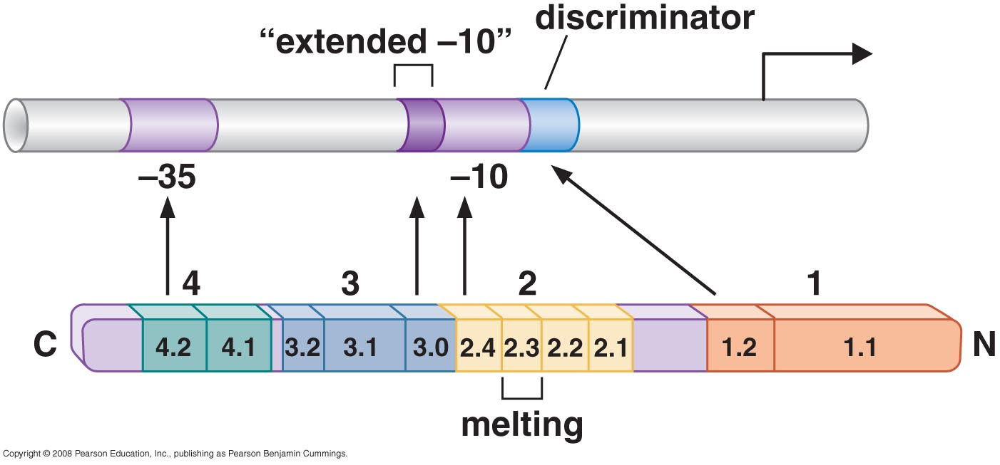 discriminator
“extended –10”
–35
–10
4
3
2
1
C
4.2
4.1
3.2
3.1
3.0
2.4
2.3
2.2
2.1
1.2
1.1
N
melting
Copyright © 2008 Pearson Education, Inc., publishing as Pearson Benjamin Cummings.